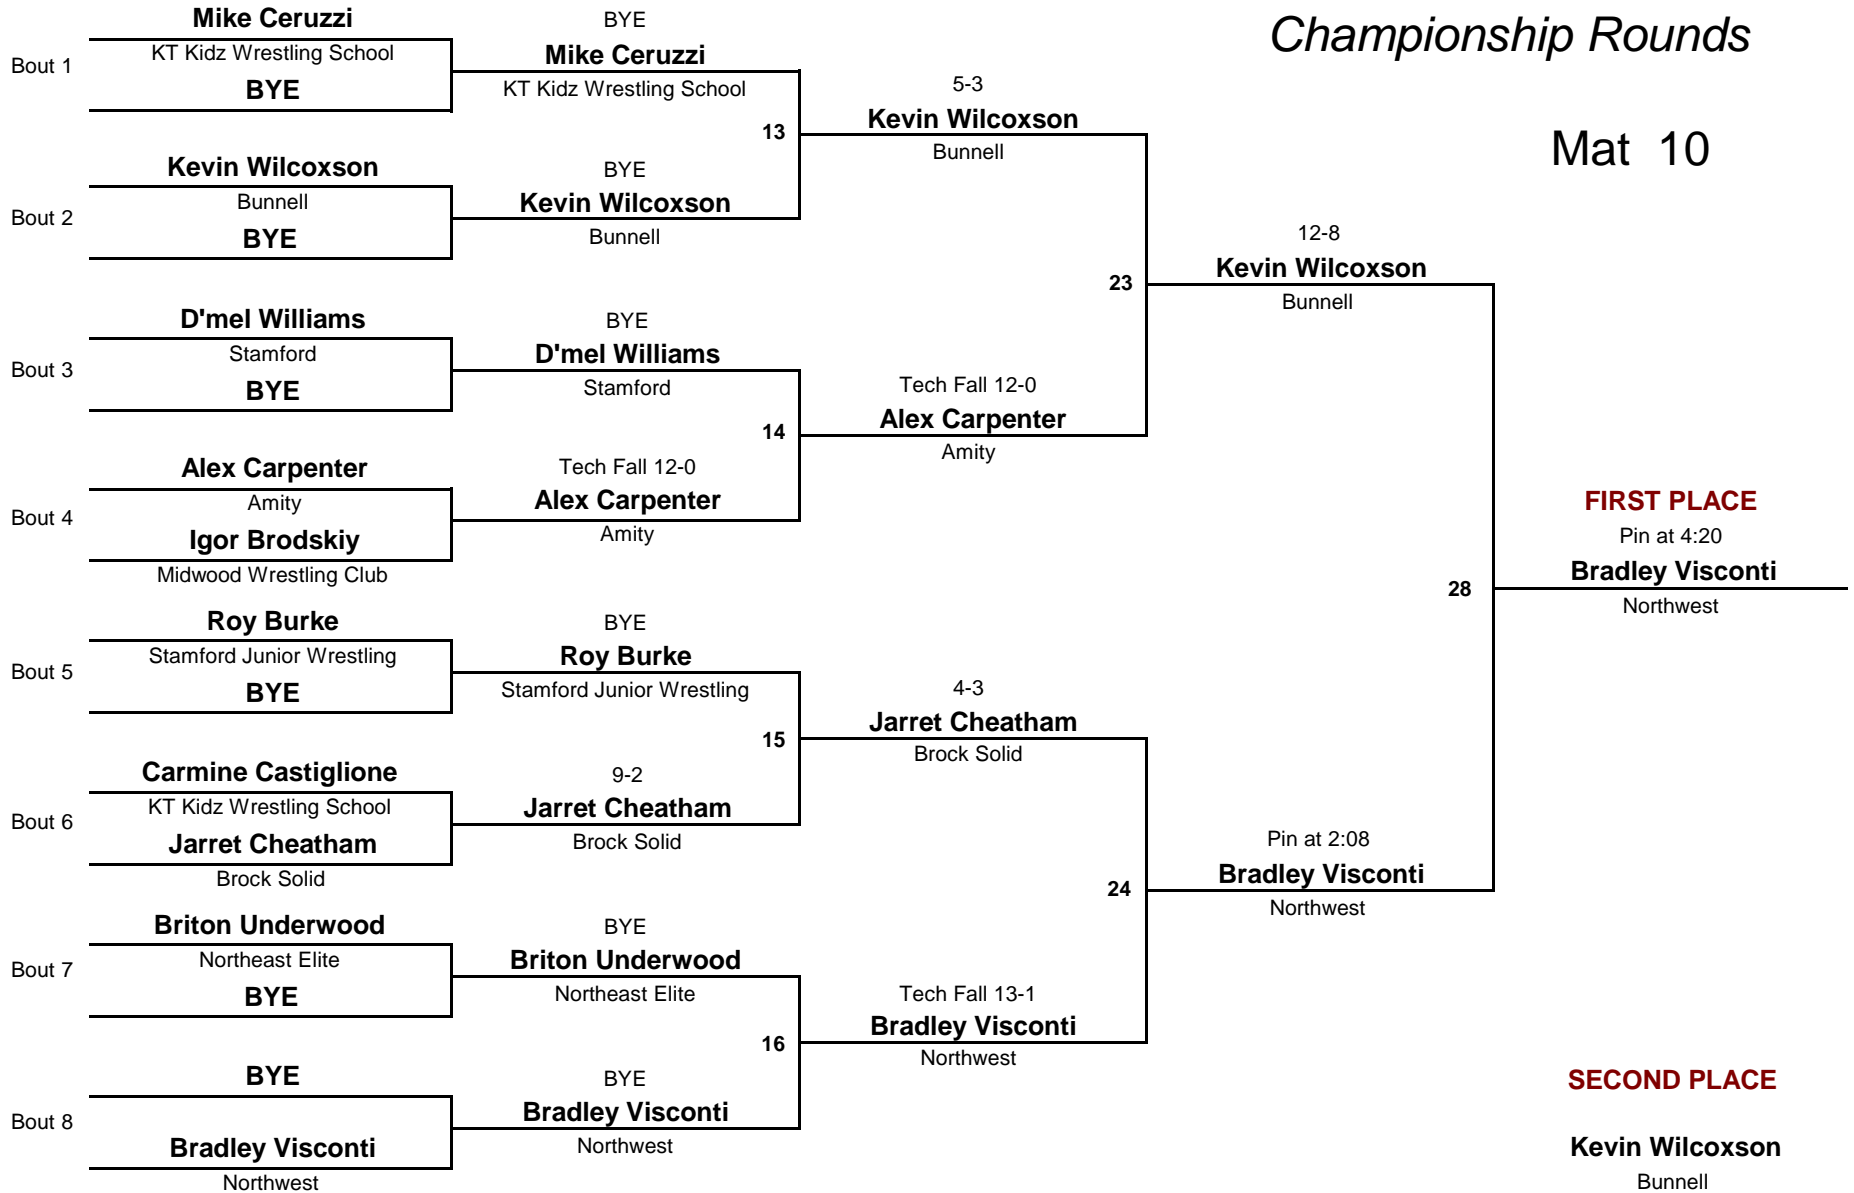 Championship Rounds
Mat 10
Mike Ceruzzi
Bout 1
KT Kidz Wrestling School
BYE
Kevin Wilcoxson
Bout 2
Bunnell
BYE
D'mel Williams
Bout 3
Stamford
BYE
Alex Carpenter
Bout 4
Amity
Igor Brodskiy
Midwood Wrestling Club
Roy Burke
Bout 5
Stamford Junior Wrestling
BYE
Carmine Castiglione
Bout 6
KT Kidz Wrestling School
Jarret Cheatham
Brock Solid
Briton Underwood
Bout 7
Northeast Elite
BYE
BYE
Bout 8
Bradley Visconti
Northwest
BYE
Mike Ceruzzi
KT Kidz Wrestling School
13
BYE
Kevin Wilcoxson
Bunnell
BYE
D'mel Williams
Stamford
14
Tech Fall 12-0
Alex Carpenter
Amity
BYE
Roy Burke
Stamford Junior Wrestling
15
9-2
Jarret Cheatham
Brock Solid
BYE
Briton Underwood
Northeast Elite
16
BYE
Bradley Visconti
Northwest
5-3
Kevin Wilcoxson
Bunnell
23
Tech Fall 12-0
Alex Carpenter
Amity
4-3
Jarret Cheatham
Brock Solid
24
Tech Fall 13-1
Bradley Visconti
Northwest
12-8
Kevin Wilcoxson
Bunnell
28
Pin at 2:08
Bradley Visconti
Northwest
FIRST PLACE
Pin at 4:20
Bradley Visconti
Northwest
SECOND PLACE
Kevin Wilcoxson
Bunnell